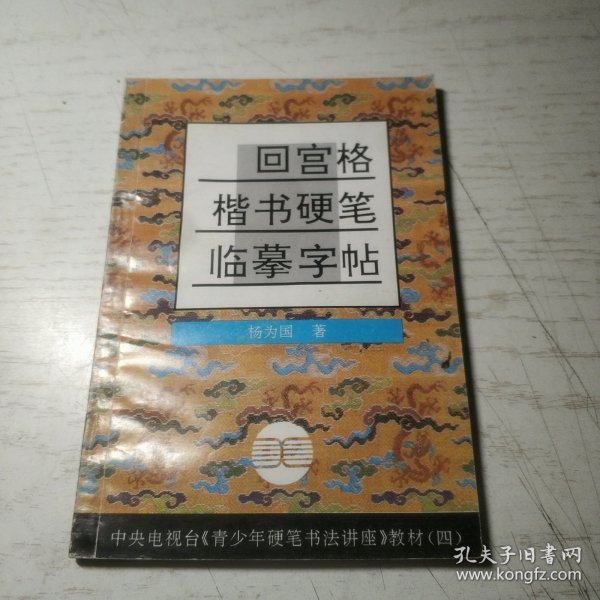 回宫格
楷书硬笔
临摹字帖
杨为国 著
中央电视台《青少年硬笔书法讲座》教材(四)
孔夫子旧书网
www.kongfz.com